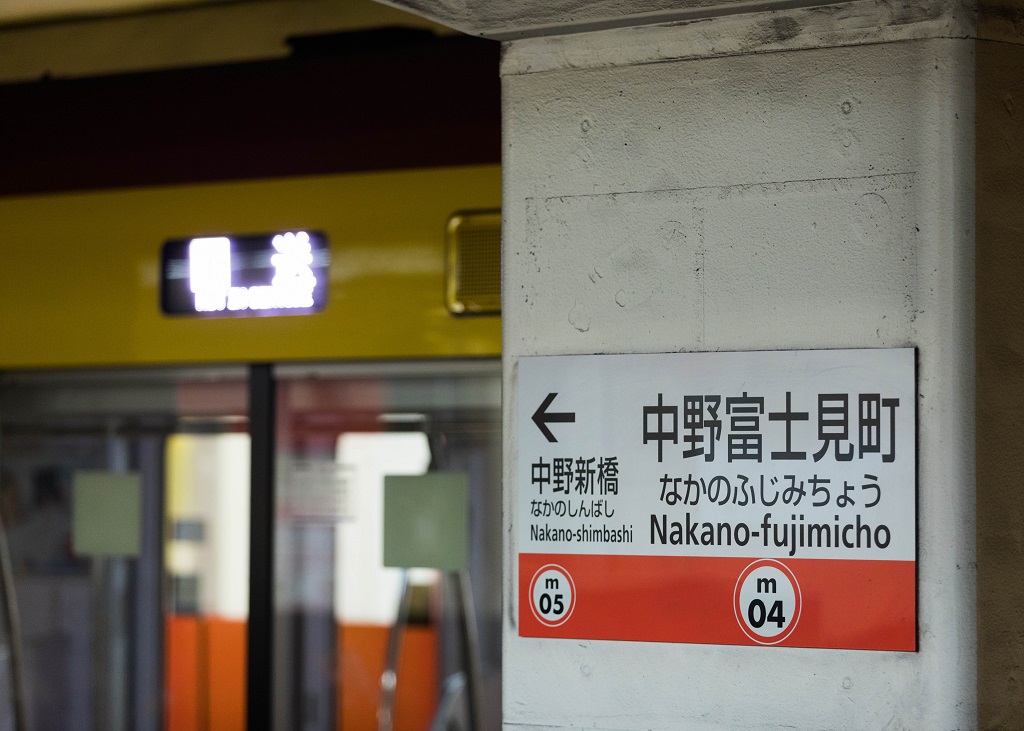 ←
中野新橋
なかのしんばし
Nakano-shimbashi
m
05
中野富士見町
なかのふじみちょう
Nakano-fujimicho
m
04